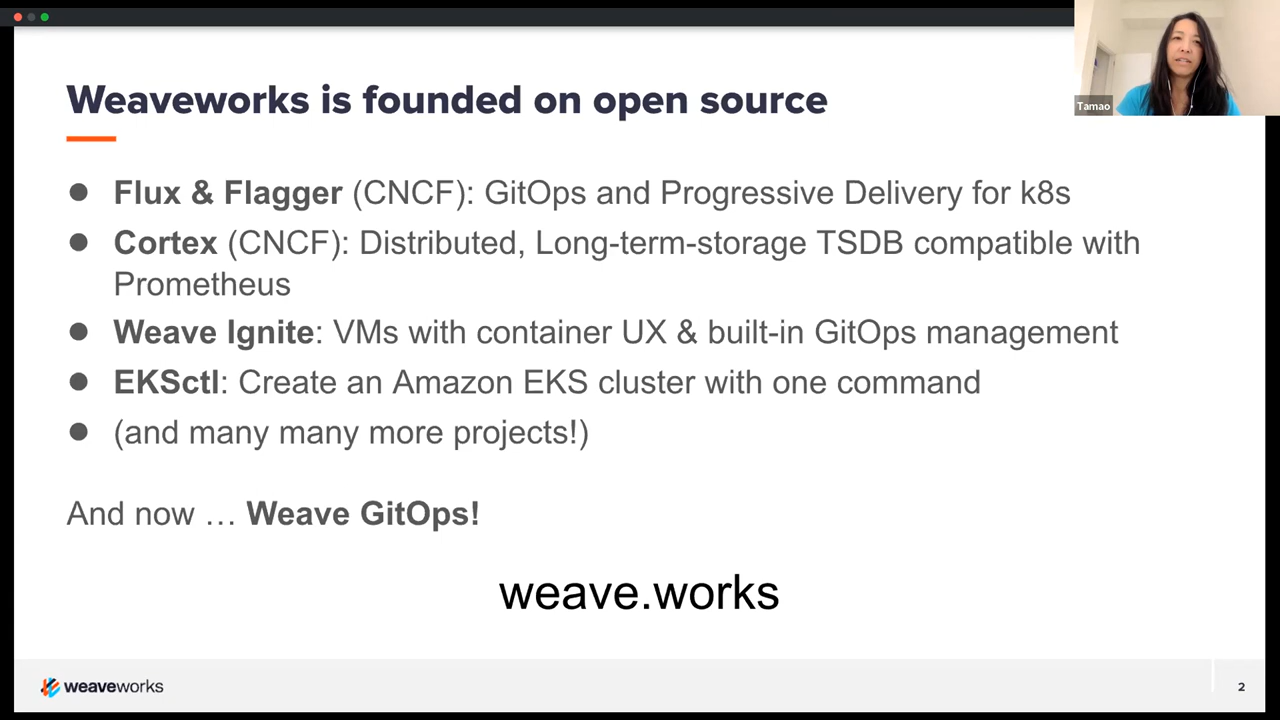 Weaveworks is founded on open source
Tamao
● Flux & Flagger (CNCF): GitOps and Progressive Delivery for k8s
● Cortex (CNCF): Distributed, Long-term-storage TSDB compatible with
Prometheus
● Weave Ignite: VMs with container UX & built-in GitOps management
● EKSctl: Create an Amazon EKS cluster with one command
● (and many many more projects!)
And now … Weave GitOps!
weave.works
weaveworks
2